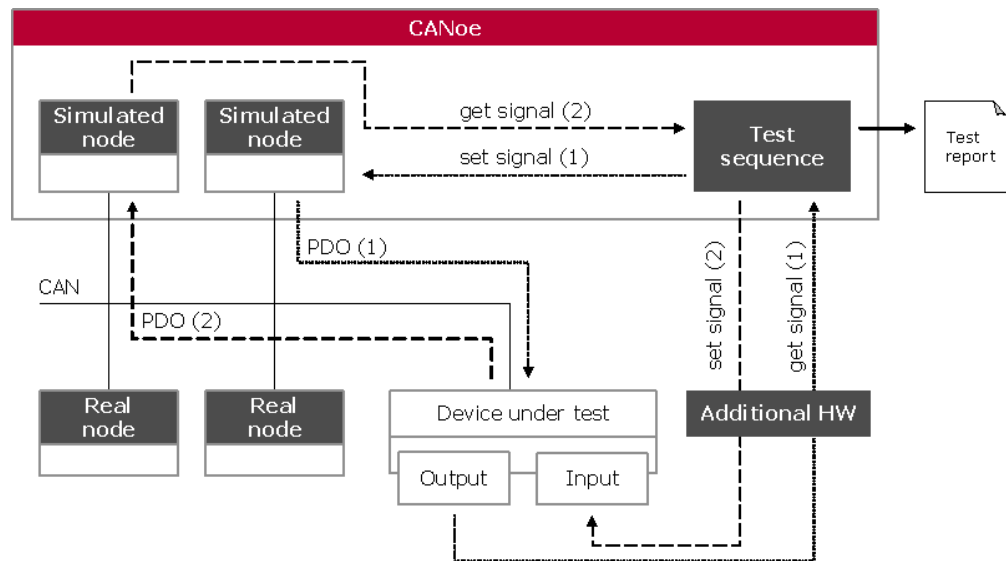 CANoe
Simulated
node
Simulated
node
get signal (2)
set signal (1)
Test
sequence
Test
report
PDO (1)
CAN
PDO (2)
set signal (2)
get signal (1)
Real
node
Real
node
Device under test
Additional HW
Output
Input